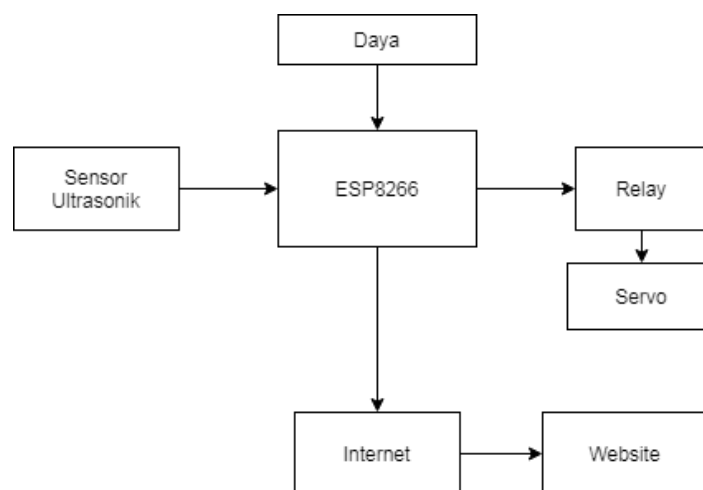 Daya
Sensor
Ultrasonik
ESP8266
Relay
Servo
Internet
Website